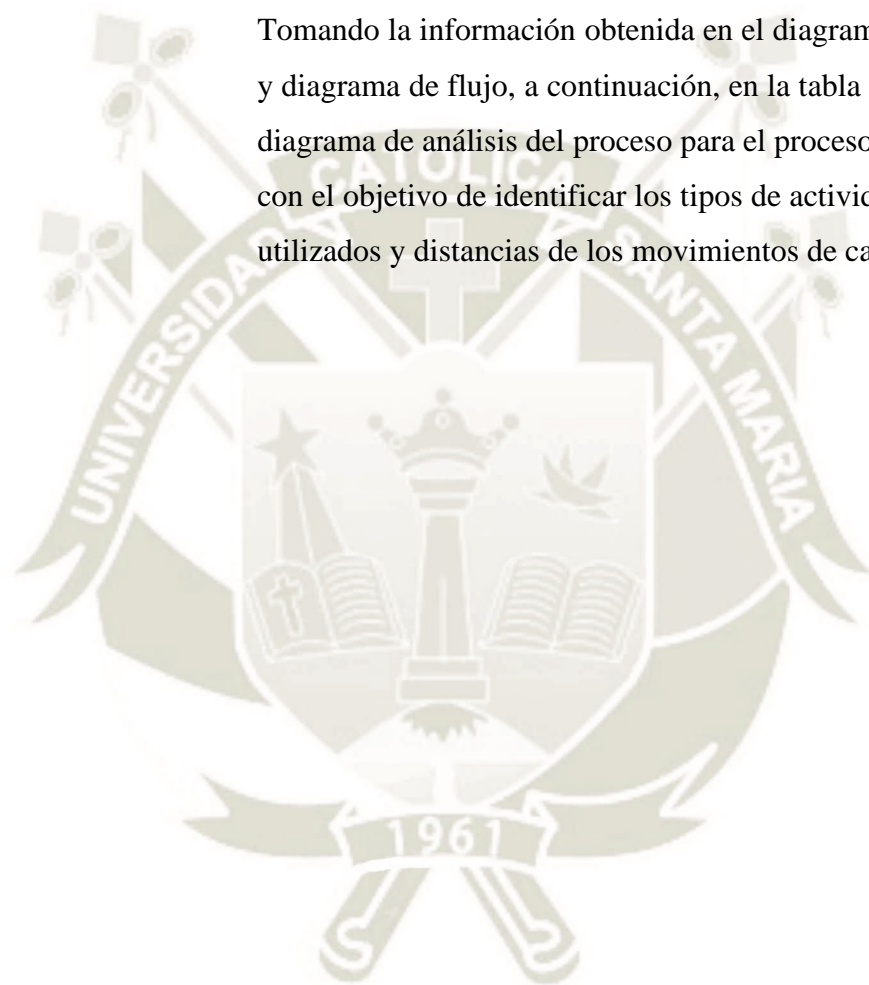 Tomando la información obtenida en el diagram
y diagrama de flujo, a continuación, en la tabla
diagrama de análisis del proceso para el proceso
con el objetivo de identificar los tipos de activid
utilizados y distancias de los movimientos de ca
UNIVERSIDAD CATOLICA SANTA MARIA
1961